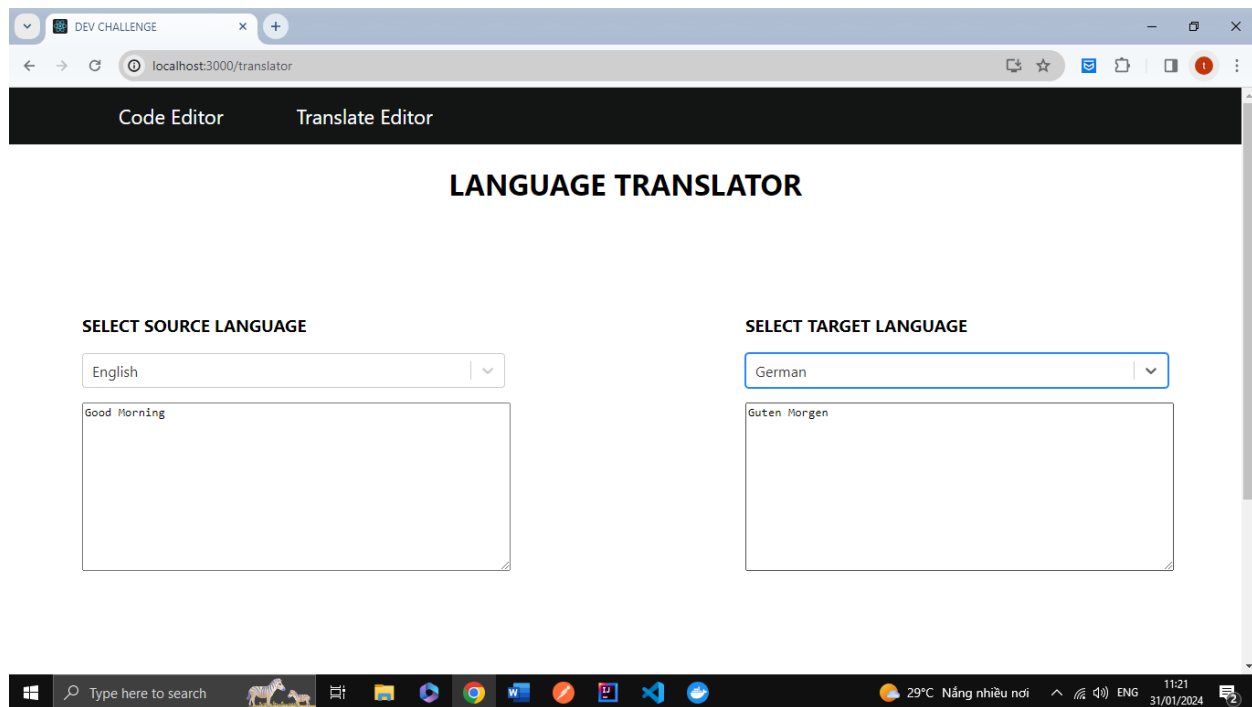 DEV CHALLENGE
localhost:3000/translator
t
Code Editor Translate Editor
LANGUAGE TRANSLATOR
SELECT SOURCE LANGUAGE SELECT TARGET LANGUAGE
English German
Good Morning Guten Morgen
Type here to search 29°C Nắng nhiều nơi ENG 11:21
31/01/2024 2